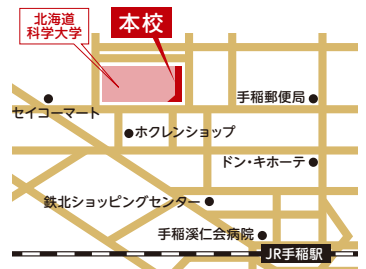 北海道
科学大学
本校
手稲郵便局
セイコーマート
ホクレンショップ
ドン・キホーテ
鉄北ショッピングセンター
手稲渓仁会病院
JR手稲駅